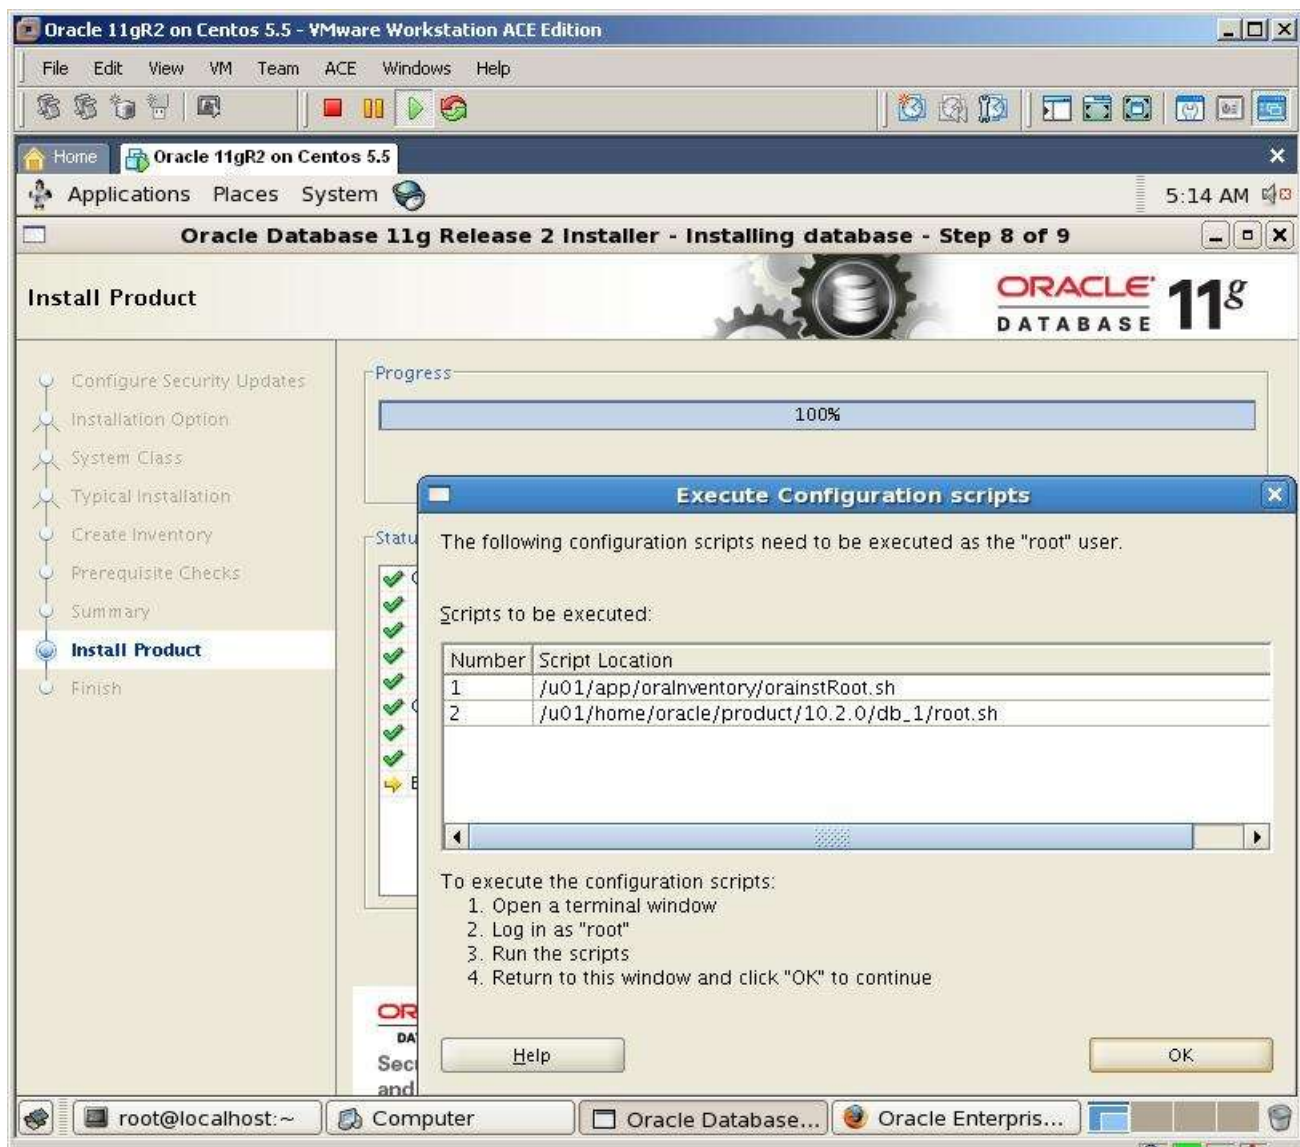 Oracle 11gR2 on Centos 5.5 - VMware Workstation ACE Edition
File Edit View VM Team ACE Windows Help
Home Oracle 11gR2 on Centos 5.5
Applications Places System 5:14 AM
Oracle Database 11g Release 2 Installer - Installing database - Step 8 of 9
Install Product
ORACLE 11g
DATABASE
Configure Security Updates
Installation Option
System Class
Typical Installation
Create Inventory
Prerequisite Checks
Summary
Install Product
Finish
Progress
100%
Statu
Execute Configuration scripts
The following configuration scripts need to be executed as the "root" user.
Scripts to be executed:
Number Script Location
1 /u01/app/oraInventory/orainstRoot.sh
2 /u01/home/oracle/product/10.2.0/db_1/root.sh
To execute the configuration scripts:
1. Open a terminal window
2. Log in as "root"
3. Run the scripts
4. Return to this window and click "OK" to continue
Help OK
OR
DA
Sec
and
root@localhost:~ Computer Oracle Database... Oracle Enterpris...